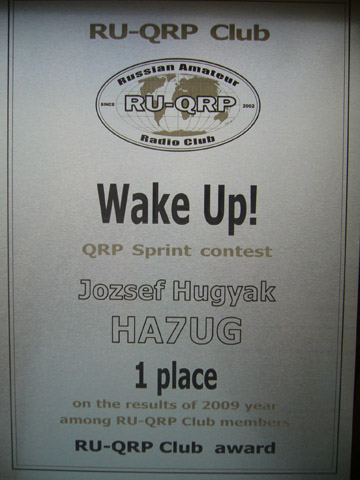 RU-QRP Club
Russian Amateur
SINCE RU-QRP 2002
Radio Club
Wake Up!
QRP Sprint contest
Jozsef Hugyak
HA7UG
1 place
on the results of 2009 year
among RU-QRP Club members
RU-QRP Club award